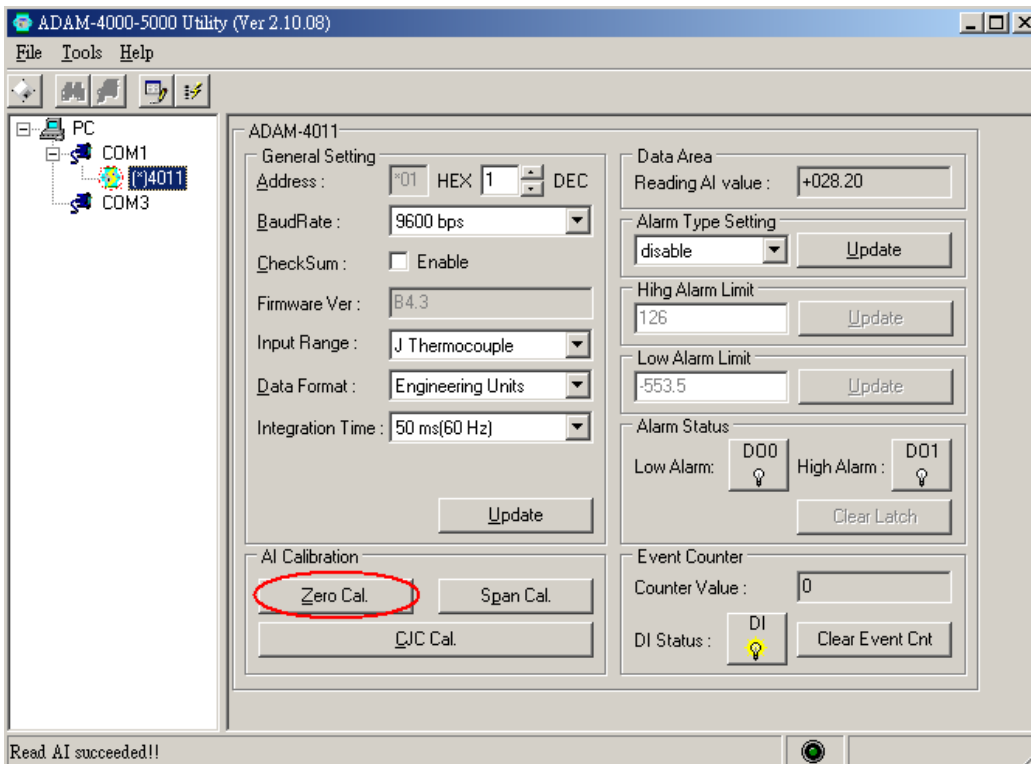 ADAM-4000-5000 Utility (Ver 2.10.08)
File Tools Help
PC
COM1
(*)4011
COM3
ADAM-4011
General Setting
Address : *01 HEX 1 DEC
BaudRate : 9600 bps
CheckSum : Enable
Firmware Ver : B4.3
Input Range : J Thermocouple
Data Format : Engineering Units
Integration Time : 50 ms(60 Hz)
Update
AI Calibration
Zero Cal. Span Cal.
CJC Cal.
Data Area
Reading AI value : +028.20
Alarm Type Setting
disable Update
Hihg Alarm Limit
126 Update
Low Alarm Limit
-553.5 Update
Alarm Status
Low Alarm: DO0 High Alarm : DO1
Clear Latch
Event Counter
Counter Value : 0
DI Status : DI Clear Event Cnt
Read AI succeeded!!